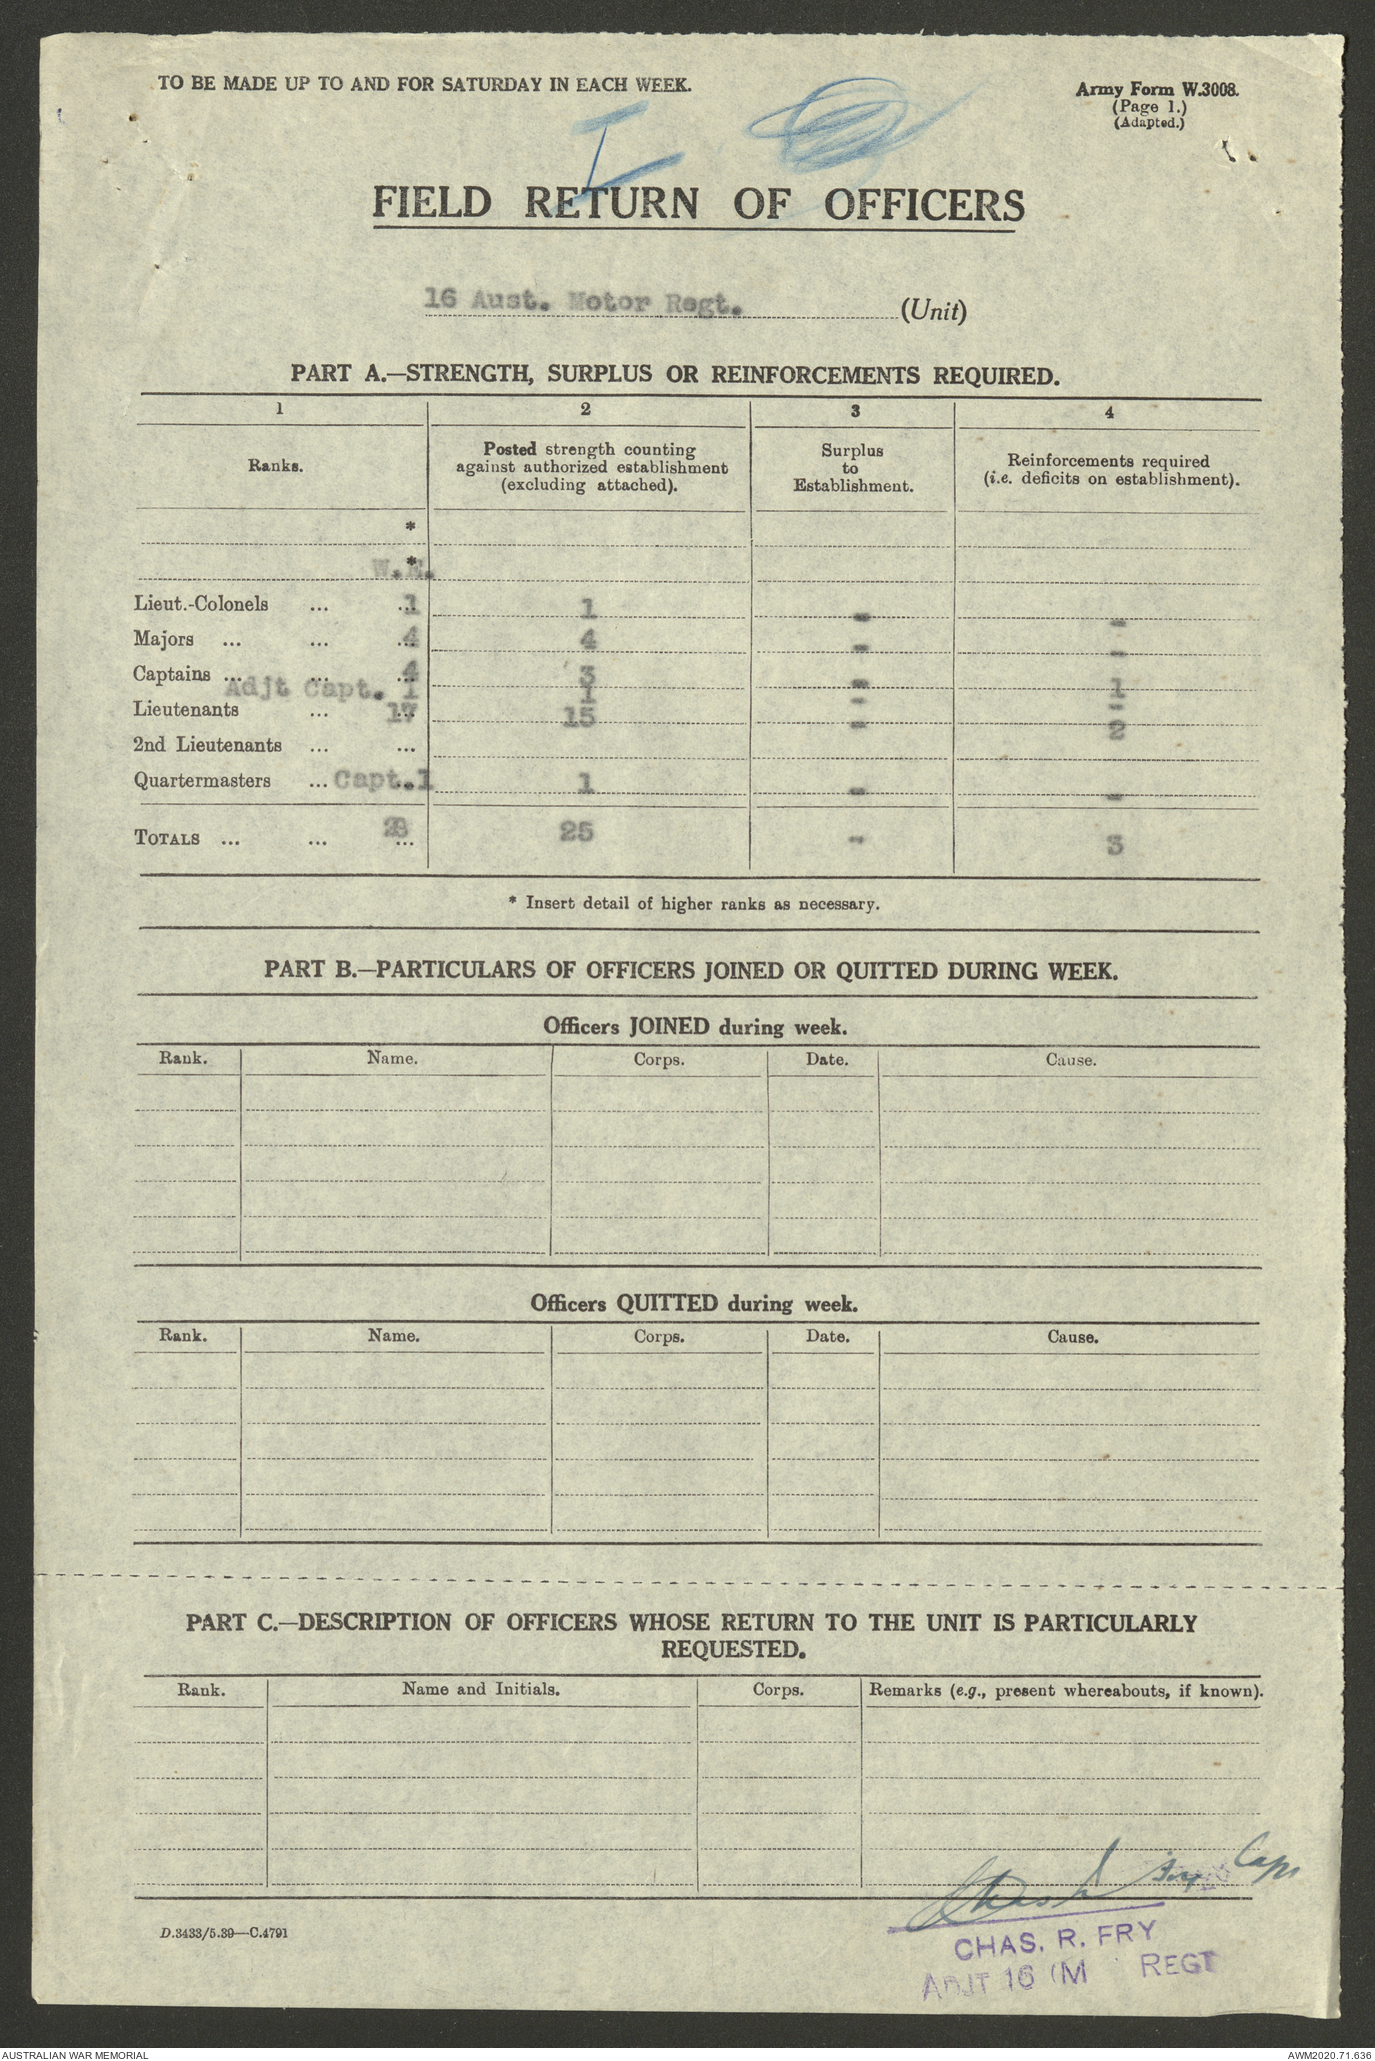 TO BE MADE UP TO AND FOR SATURDAY IN EACH WEEK.
Army Form W.3008.
(Page 1.)
(Adapted.)
FIELD RETURN OF OFFICERS
16 Aust. Motor Regt. (Unit)
PART A.—STRENGTH, SURPLUS OR REINFORCEMENTS REQUIRED.
1 2 3 4
Ranks. Posted strength counting against authorized establishment (excluding attached). Surplus to Establishment. Reinforcements required (i.e. deficits on establishment).
*
* W.E.
Lieut.-Colonels ... ... 1 1 - -
Majors ... ... 4 4 - -
Captains ... ... 4 3 - 1
Adjt Capt. 1 1 - -
Lieutenants ... 17 15 - 2
2nd Lieutenants ... ...
Quartermasters ... Capt. 1 1 - -
TOTALS ... ... ... 28 25 - 3
* Insert detail of higher ranks as necessary.
PART B.—PARTICULARS OF OFFICERS JOINED OR QUITTED DURING WEEK.
Officers JOINED during week.
Rank. Name. Corps. Date. Cause.
Officers QUITTED during week.
Rank. Name. Corps. Date. Cause.
PART C.—DESCRIPTION OF OFFICERS WHOSE RETURN TO THE UNIT IS PARTICULARLY
REQUESTED.
Rank. Name and Initials. Corps. Remarks (e.g., present whereabouts, if known).
Capt
D.3433/5.39—C.4791
CHAS. R. FRY
ADJT 16 (M REGT
AUSTRALIAN WAR MEMORIAL
AWM2020.71.636